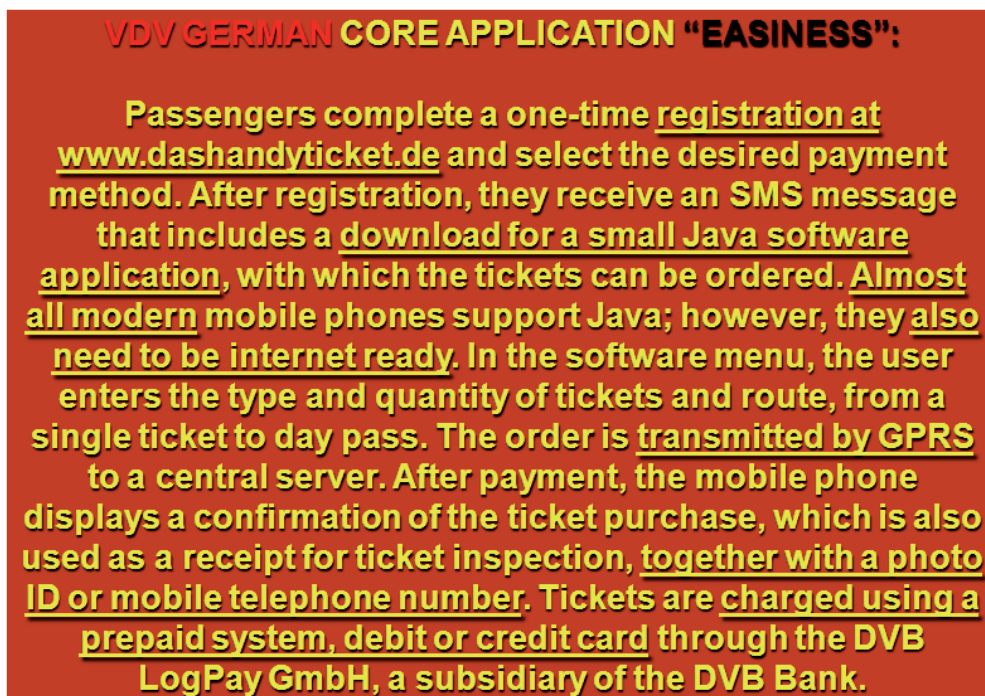 VDV GERMAN CORE APPLICATION “EASINESS”:
Passengers complete a one-time registration at
www.dashandyticket.de and select the desired payment
method. After registration, they receive an SMS message
that includes a download for a small Java software
application, with which the tickets can be ordered. Almost
all modern mobile phones support Java; however, they also
need to be internet ready. In the software menu, the user
enters the type and quantity of tickets and route, from a
single ticket to day pass. The order is transmitted by GPRS
to a central server. After payment, the mobile phone
displays a confirmation of the ticket purchase, which is also
used as a receipt for ticket inspection, together with a photo
ID or mobile telephone number. Tickets are charged using a
prepaid system, debit or credit card through the DVB
LogPay GmbH, a subsidiary of the DVB Bank.